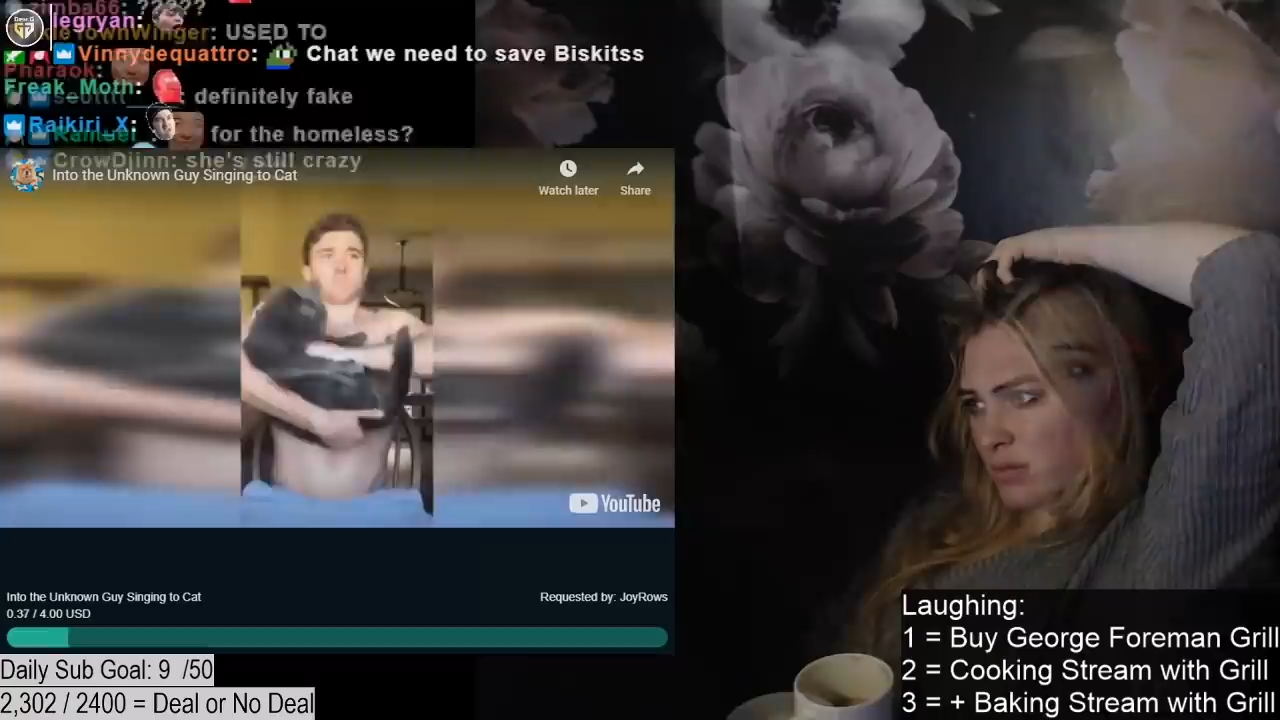 zimba66: ?????
legryan:
kleTownWinger: USED TO
Vinnydequattro: Chat we need to save Biskitss
Pharaok:
Freak_Moth:
: definitely fake
Raikiri_X:
for the homeless?
CrowDjinn: she's still crazy
Into the Unknown Guy Singing to Cat
Watch later
Share
YouTube
Into the Unknown Guy Singing to Cat
Requested by: JoyRows
0.37 / 4.00 USD
Daily Sub Goal: 9 /50
2,302 / 2400 = Deal or No Deal
Laughing:
1 = Buy George Foreman Grill
2 = Cooking Stream with Grill
3 = + Baking Stream with Grill